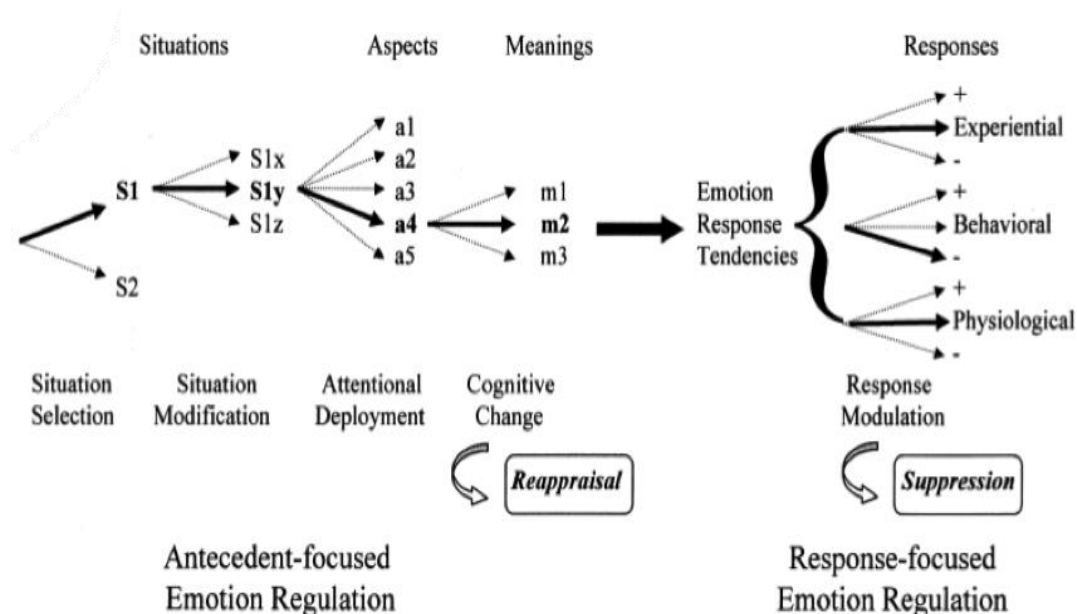 Situations Aspects Meanings Responses
a1
a2
a3
a4
a5
S1x
S1y
S1z
S1
S2
m1
m2
m3
Emotion
Response
Tendencies
+
Experiential
-
+
Behavioral
-
+
Physiological
-
Situation
Selection
Situation
Modification
Attentional
Deployment
Cognitive
Change
Response
Modulation
Reappraisal
Suppression
Antecedent-focused
Emotion Regulation
Response-focused
Emotion Regulation